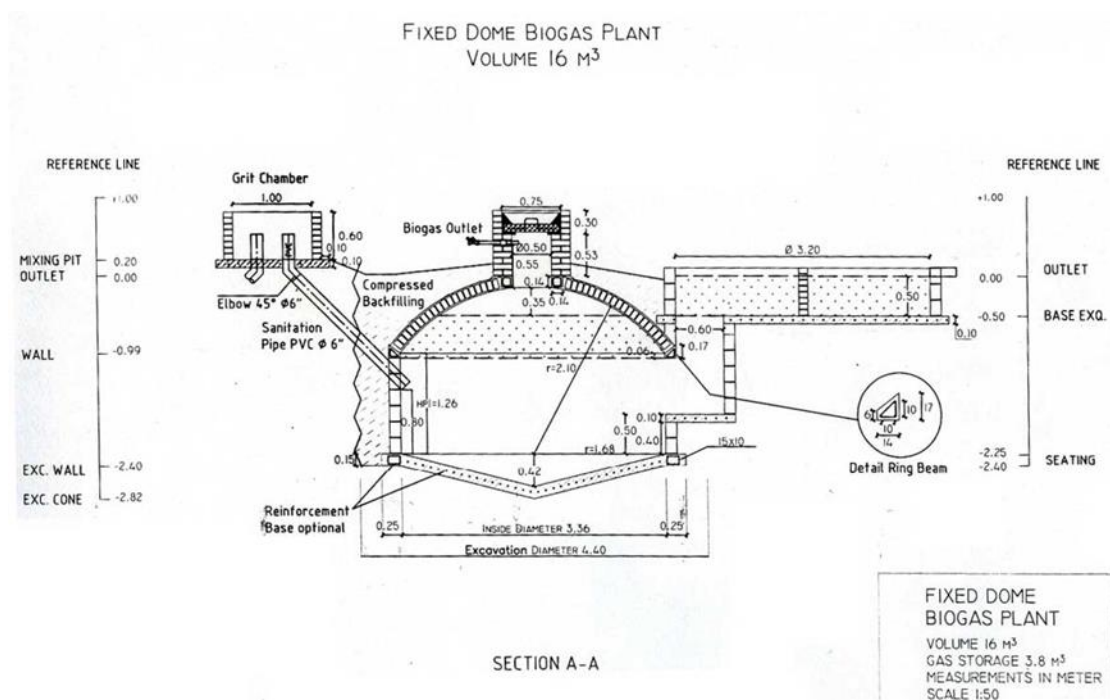 FIXED DOME BIOGAS PLANT
VOLUME 16 M³
REFERENCE LINE
+1.00
MIXING PIT
0.20
OUTLET
0.00
WALL
-0.99
EXC. WALL
-2.40
EXC. CONE
-2.82
Grit Chamber
1.00
0.60
0.10
0.10
Elbow 45° Ø6"
Sanitation
Pipe PVC Ø 6"
Biogas Outlet
0.75
0.30
Ø0.50
0.53
0.55
0.14
0.14
0.35
Compressed
Backfilling
Ø 3.20
0.50
0.60
0.10
0.06
0.17
r=2.10
1.26
0.80
0.10
0.50
0.40
15x10
r=1.68
0.15
0.42
Reinforcement
Base optional
0.25
INSIDE DIAMETER 3.36
0.25
Excavation DIAMETER 4.40
6
10
17
10
14
Detail Ring Beam
REFERENCE LINE
+1.00
0.00
OUTLET
-0.50
BASE EXQ.
-2.25
-2.40
SEATING
SECTION A-A
FIXED DOME
BIOGAS PLANT
VOLUME 16 M³
GAS STORAGE 3.8 M³
MEASUREMENTS IN METER
SCALE 1:50